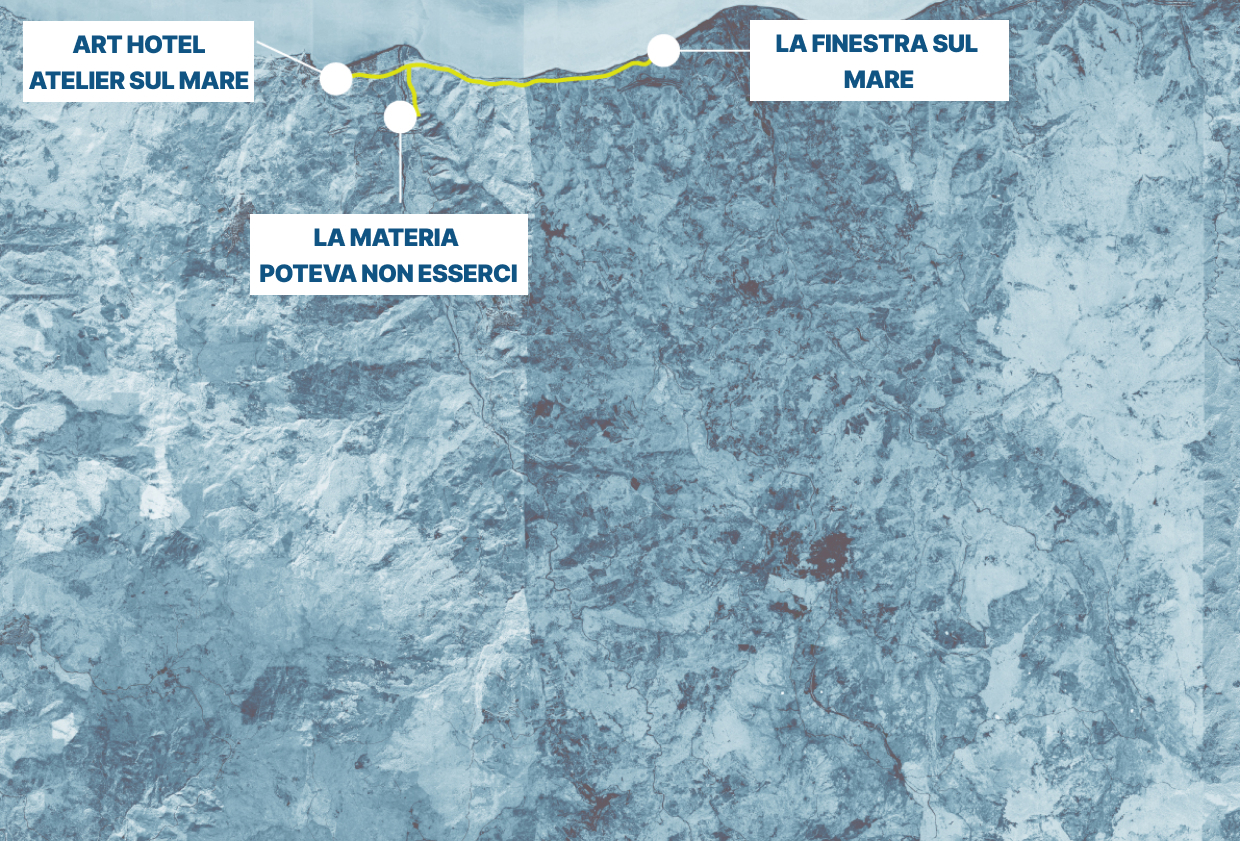 ART HOTEL
ATELIER SUL MARE
LA FINESTRA SUL
MARE
LA MATERIA
POTEVA NON ESSERCI